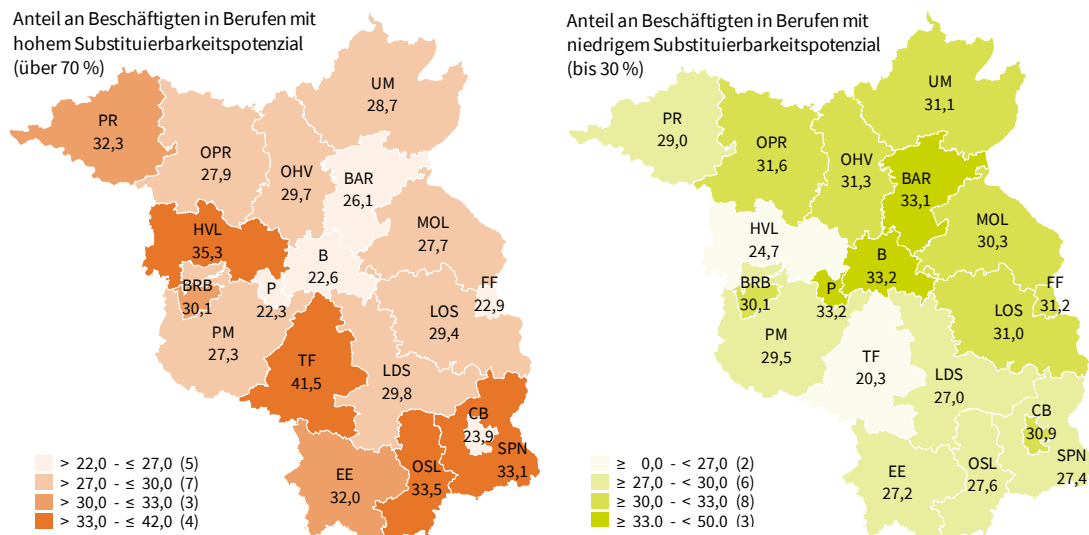 Anteil an Beschäftigten in Berufen mit
hohem Substituierbarkeitspotenzial
(über 70 %)
UM
28,7
PR
32,3
OPR
27,9
OHV
29,7
BAR
26,1
MOL
27,7
HVL
35,3
B
22,6
BRB
30,1
P
22,3
FF
22,9
LOS
29,4
PM
27,3
TF
41,5
LDS
29,8
CB
23,9
SPN
33,1
OSL
33,5
EE
32,0
> 22,0 - ≤ 27,0 (5)
> 27,0 - ≤ 30,0 (7)
> 30,0 - ≤ 33,0 (3)
> 33,0 - ≤ 42,0 (4)
Anteil an Beschäftigten in Berufen mit
niedrigem Substituierbarkeitspotenzial
(bis 30 %)
UM
31,1
PR
29,0
OPR
31,6
OHV
31,3
BAR
33,1
MOL
30,3
HVL
24,7
B
33,2
BRB
30,1
P
33,2
FF
31,2
LOS
31,0
PM
29,5
TF
20,3
LDS
27,0
CB
30,9
SPN
27,4
OSL
27,6
EE
27,2
≥ 0,0 - < 27,0 (2)
≥ 27,0 - < 30,0 (6)
≥ 30,0 - < 33,0 (8)
≥ 33.0 - < 50.0 (3)